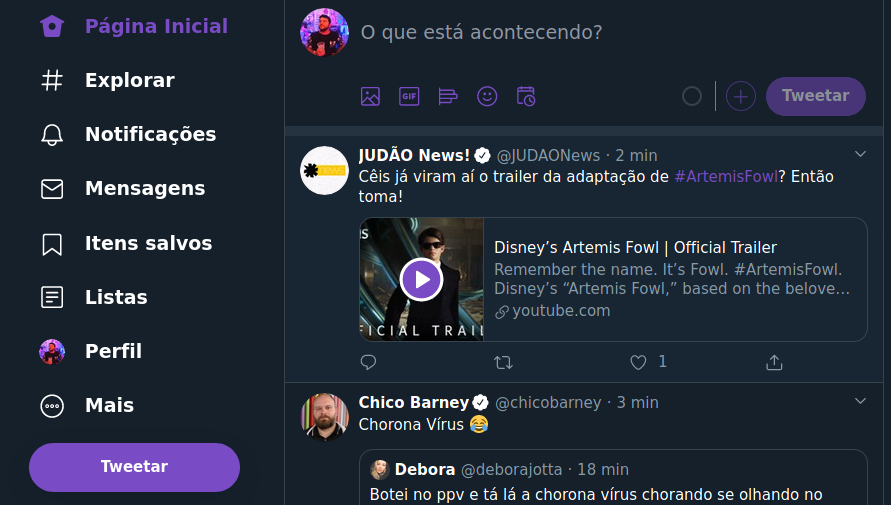 Página Inicial
Explorar
Notificações
Mensagens
Itens salvos
Listas
Perfil
Mais
Tweetar
O que está acontecendo?
GIF
Tweetar
JUDÃO News! @JUDAONews · 2 min
Cêis já viram aí o trailer da adaptação de #ArtemisFowl? Então
toma!
NEWS
FFICIAL TRAIL
Disney’s Artemis Fowl | Official Trailer
Remember the name. It’s Fowl. #ArtemisFowl.
Disney’s “Artemis Fowl,” based on the belove…
youtube.com
1
Chico Barney @chicobarney · 3 min
Chorona Vírus 😂
Debora @deborajotta · 18 min
Botei no ppv e tá lá a chorona vírus chorando se olhando no